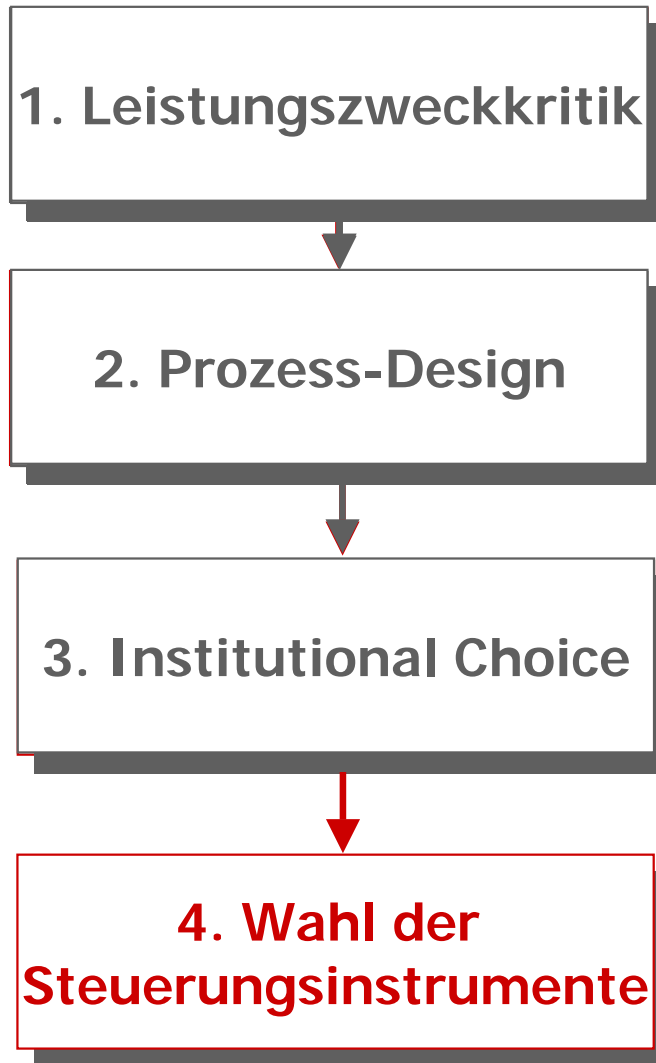 1. Leistungszweckkritik
2. Prozess-Design
3. Institutional Choice
4. Wahl der
Steuerungsinstrumente